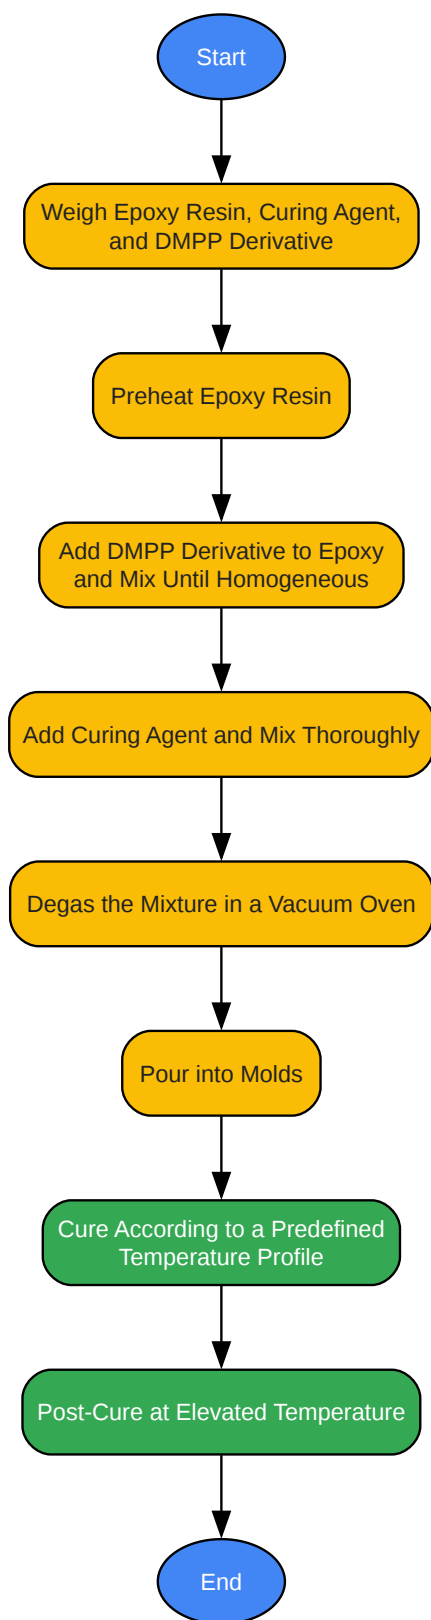 Start
Weigh Epoxy Resin, Curing Agent,
and DMPP Derivative
Preheat Epoxy Resin
Add DMPP Derivative to Epoxy
and Mix Until Homogeneous
Add Curing Agent and Mix Thoroughly
Degas the Mixture in a Vacuum Oven
Pour into Molds
Cure According to a Predefined
Temperature Profile
Post-Cure at Elevated Temperature
End